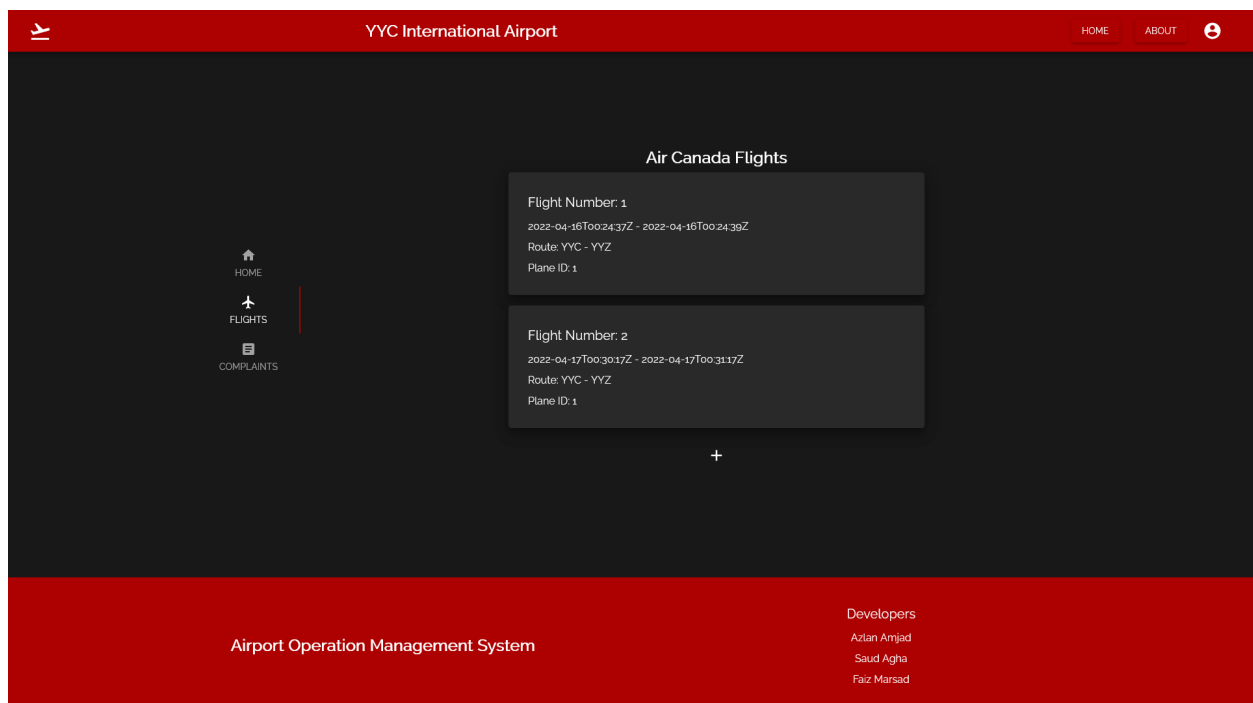 YYC International Airport
HOME
ABOUT
Air Canada Flights
Flight Number: 1
2022-04-16T00:24:37Z - 2022-04-16T00:24:39Z
Route: YYC - YYZ
Plane ID: 1
HOME
FLIGHTS
COMPLAINTS
Flight Number: 2
2022-04-17T00:30:17Z - 2022-04-17T00:31:17Z
Route: YYC - YYZ
Plane ID: 1
+
Airport Operation Management System
Developers
Azlan Amjad
Saud Agha
Faiz Marsad